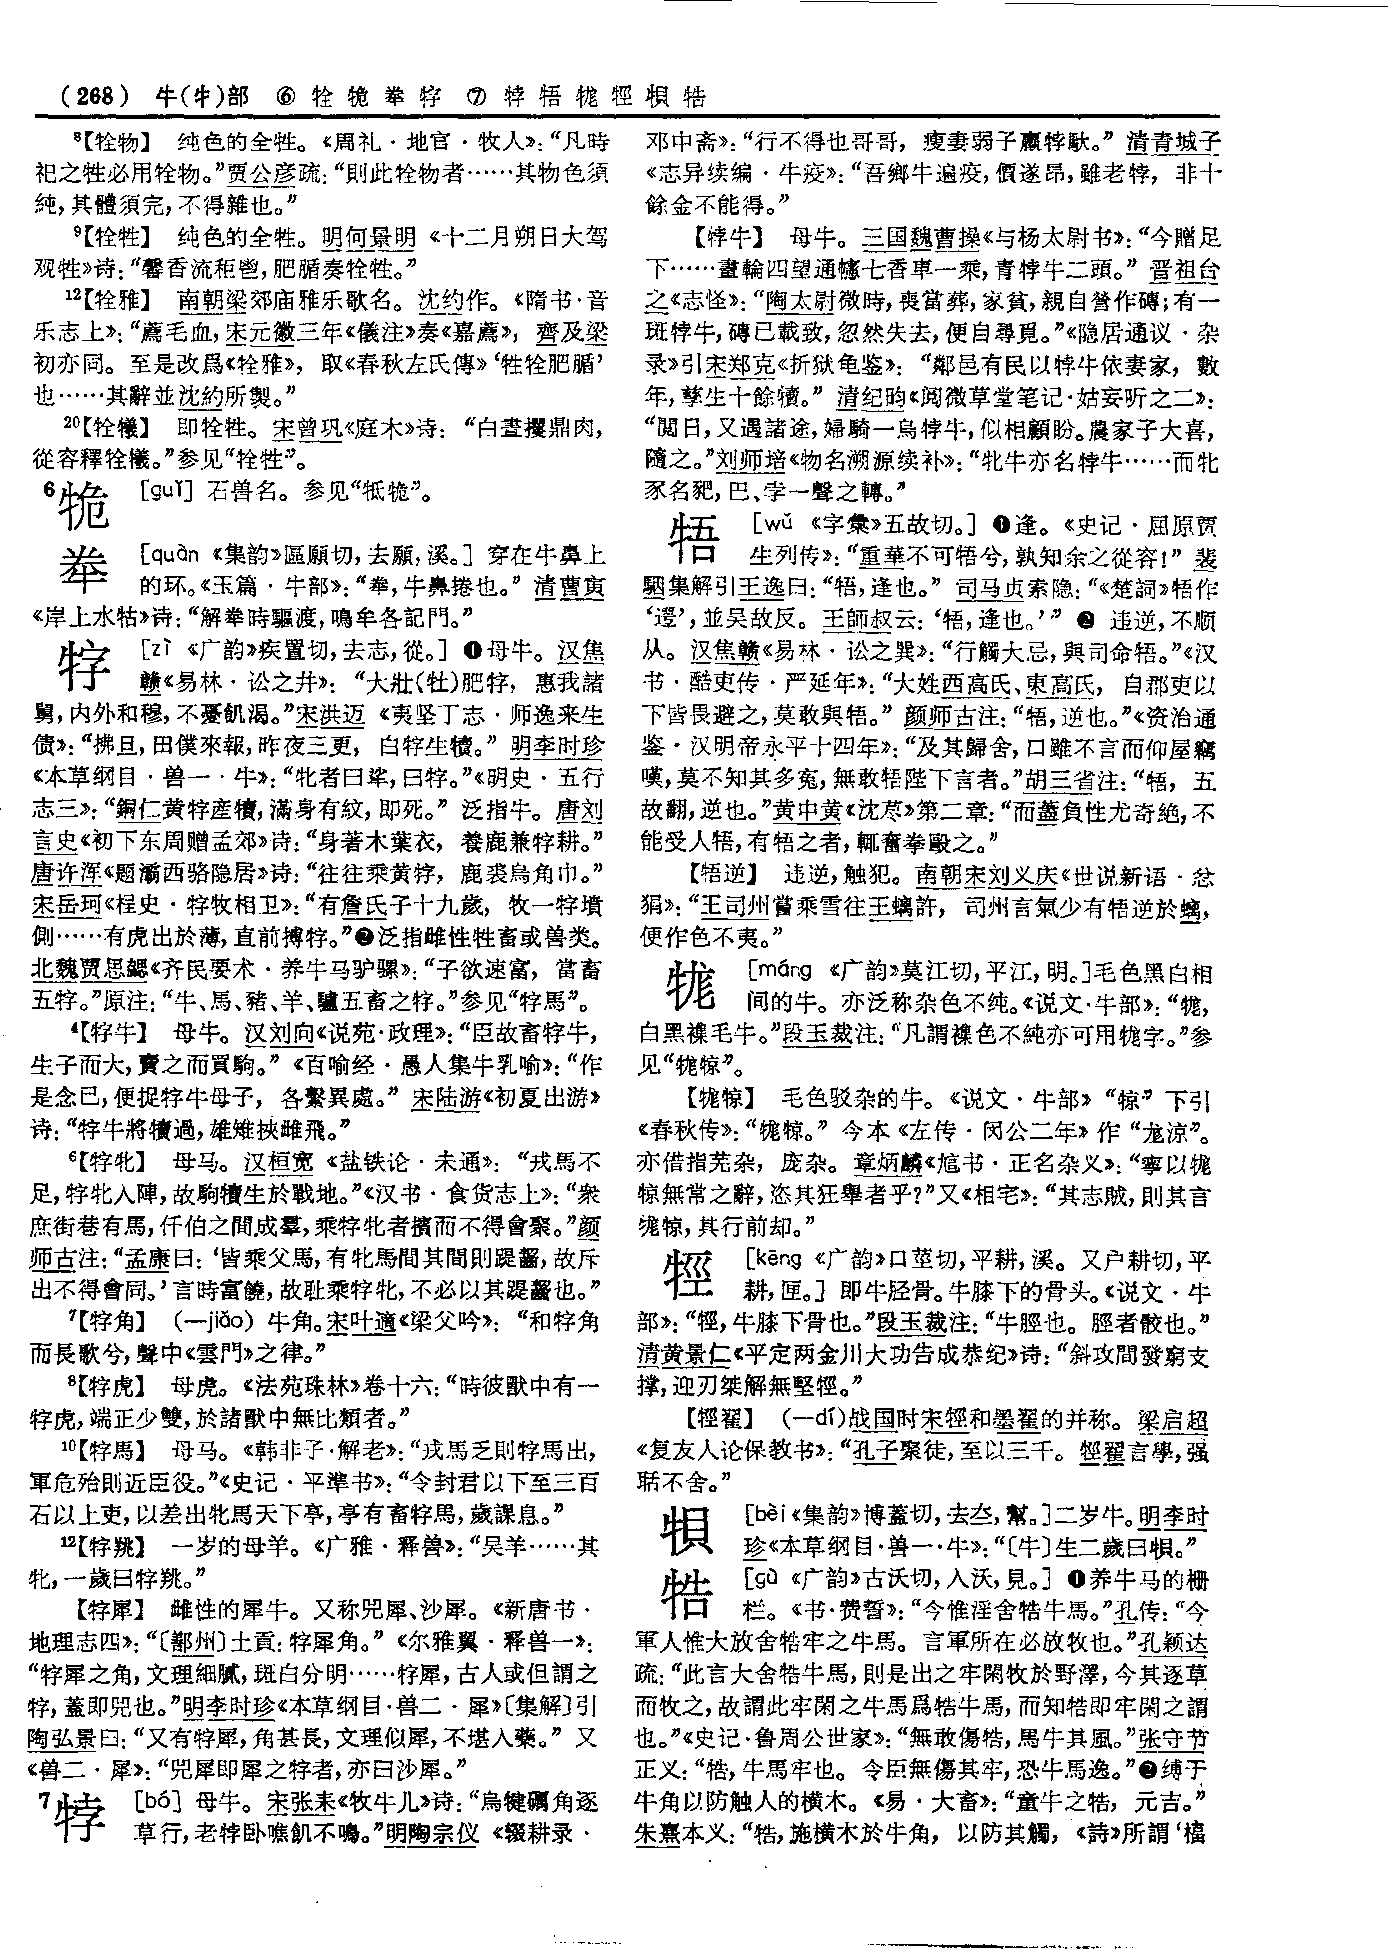 (268) 牛(牜)部 ⑥ 牷 牠 牶 牸 ⑦ 㹀 牾 牻 牼 牬 牿
⁸【牷物】 纯色的全牲。《周礼·地官·牧人》：“凡時
祀之牲必用牷物。”贾公彦疏：“則此牷物者……其物色須
純，其體須完，不得雜也。”
⁹【牷牲】 纯色的全牲。明何景明《十二月朔日大驾
观牲》诗：“馨香流秬鬯，肥腯奏牷牲。”
¹²【牷雅】 南朝梁郊庙雅乐歌名。沈约作。《隋书·音
乐志上》：“薦毛血，宋元徽三年《儀注》奏《嘉薦》，齊及梁
初亦同。至是改爲《牷雅》，取《春秋左氏傳》‘牲牷肥腯’
也……其辭並沈約所製。”
²⁰【牷犧】 即牷牲。宋曾巩《庭木》诗：“白晝攫鼎肉，
從容釋牷犧。”参见“牷牲”。
6 㹛 [guǐ] 石兽名。参见“羝㹛”。
牶 [quàn 《集韵》區願切，去願，溪。] 穿在牛鼻上
的环。《玉篇·牛部》：“牶，牛鼻捲也。”清曹寅
《岸上水牯》诗：“解牶時驅渡，鳴牟各記門。”
牸 [zì 《广韵》疾置切，去志，從。] ❶母牛。汉焦
赣《易林·讼之井》：“大壯(牡)肥牸，惠我諸
舅，内外和穆，不憂飢渴。”宋洪迈《夷坚丁志·师逸来生
债》：“拂旦，田僕來報，昨夜三更，白牸生犢。”明李时珍
《本草纲目·兽一·牛》：“牝者曰㸺，曰牸。”《明史·五行
志三》：“銅仁黄牸産犢，滿身有紋，即死。”泛指牛。唐刘
言史《初下东周赠孟郊》诗：“身著木葉衣，養鹿兼牸耕。”
唐许浑《题灞西骆隐居》诗：“往往乘黄牸，鹿裘烏角巾。”
宋岳珂《桯史·牸牧相卫》：“有詹氏子十九歲，牧一牸墳
側……有虎出於薄，直前搏牸。”❷泛指雌性牲畜或兽类。
北魏贾思勰《齐民要术·养牛马驴骡》：“子欲速富，當畜
五牸。”原注：“牛、馬、豬、羊、驢五畜之牸。”参见“牸馬”。
⁴【牸牛】 母牛。汉刘向《说苑·政理》：“臣故畜牸牛，
生子而大，賣之而買駒。”《百喻经·愚人集牛乳喻》：“作
是念已，便捉牸牛母子，各繫異處。”宋陆游《初夏出游》
诗：“牸牛將犢過，雄雉挾雌飛。”
⁶【牸牝】 母马。汉桓宽《盐铁论·未通》：“戎馬不
足，牸牝入陣，故駒犢生於戰地。”《汉书·食货志上》：“衆
庶街巷有馬，仟伯之間成羣，乘牸牝者擯而不得會聚。”颜
师古注：“孟康曰：‘皆乘父馬，有牝馬間其間則踶齧，故斥
出不得會同。’言時富饒，故耻乘牸牝，不必以其踶齧也。”
⁷【牸角】 (—jiǎo) 牛角。宋叶適《梁父吟》：“和牸角
而長歌兮，聲中《雲門》之律。”
⁸【牸虎】 母虎。《法苑珠林》卷十六：“時彼獸中有一
牸虎，端正少雙，於諸獸中無比類者。”
¹⁰【牸馬】 母马。《韩非子·解老》：“戎馬乏則牸馬出，
軍危殆則近臣役。”《史记·平準书》：“令封君以下至三百
石以上吏，以差出牝馬天下亭，亭有畜牸馬，歲課息。”
¹²【牸羜】 一岁的母羊。《广雅·释兽》：“吴羊……其
牝，一歲曰牸羜。”
【牸犀】 雌性的犀牛。又称兕犀、沙犀。《新唐书·
地理志四》：“〔鄯州〕土貢：牸犀角。”《尔雅翼·释兽一》：
“牸犀之角，文理細膩，斑白分明……牸犀，古人或但謂之
牸，蓋即兕也。”明李时珍《本草纲目·兽二·犀》〔集解〕引
陶弘景曰：“又有牸犀，角甚長，文理似犀，不堪入藥。”又
《兽二·犀》：“兕犀即犀之牸者，亦曰沙犀。”
7 㹀 [bó] 母牛。宋张耒《牧牛儿》诗：“烏犍礪角逐
草行，老㹀卧噍飢不鳴。”明陶宗仪《辍耕录·
邓中斋》：“行不得也哥哥，瘦妻弱子羸㹀馱。”清青城子
《志异续编·牛疫》：“吾鄉牛遍疫，價遂昂，雖老㹀，非十
餘金不能得。”
【㹀牛】 母牛。三国魏曹操《与杨太尉书》：“今贈足
下……畫輪四望通幰七香車一乘，青㹀牛二頭。”晋祖台
之《志怪》：“陶太尉微時，喪當葬，家貧，親自營作磚；有一
斑㹀牛，磚已載致，忽然失去，便自尋覓。”《隐居通议·杂
录》引宋郑克《折狱龟鉴》：“鄰邑有民以㹀牛依妻家，數
年，孳生十餘犢。”清纪昀《阅微草堂笔记·姑妄听之二》：
“閲日，又遇諸途，婦騎一烏㹀牛，似相顧盼。農家子大喜，
隨之。”刘师培《物名溯源续补》：“牝牛亦名㹀牛……而牝
豕名豝，巴、孛一聲之轉。”
牾 [wǔ 《字彙》五故切。] ❶逢。《史记·屈原贾
生列传》：“重華不可牾兮，孰知余之從容！”裴
駰集解引王逸曰：“牾，逢也。”司马贞索隐：“《楚詞》牾作
‘遻’，並吴故反。王師叔云：‘牾，逢也。’”❷ 违逆，不顺
从。汉焦赣《易林·讼之巽》：“行觸大忌，與司命牾。”《汉
书·酷吏传·严延年》：“大姓西高氏、東高氏，自郡吏以
下皆畏避之，莫敢與牾。”颜师古注：“牾，逆也。”《资治通
鉴·汉明帝永平十四年》：“及其歸舍，口雖不言而仰屋竊
嘆，莫不知其多寃，無敢牾陛下言者。”胡三省注：“牾，五
故翻，逆也。”黄中黄《沈荩》第二章：“而藎負性尤奇絶，不
能受人牾，有牾之者，輒奮拳毆之。”
【牾逆】 违逆，触犯。南朝宋刘义庆《世说新语·忿
狷》：“王司州嘗乘雪往王螭許，司州言氣少有牾逆於螭，
便作色不夷。”
牻 [máng 《广韵》莫江切，平江，明。]毛色黑白相
间的牛。亦泛称杂色不纯。《说文·牛部》：“牻，
白黑襍毛牛。”段玉裁注：“凡謂襍色不純亦可用牻字。”参
见“牻㹁”。
【牻㹁】 毛色驳杂的牛。《说文·牛部》“㹁”下引
《春秋传》：“牻㹁。”今本《左传·闵公二年》作“尨凉”。
亦借指芜杂，庞杂。章炳麟《訄书·正名杂义》：“寧以牻
㹁無常之辭，恣其狂舉者乎？”又《相宅》：“其志賊，則其言
牻㹁，其行前却。”
牼 [kēng 《广韵》口莖切，平耕，溪。又户耕切，平
耕，匣。] 即牛胫骨。牛膝下的骨头。《说文·牛
部》：“牼，牛膝下骨也。”段玉裁注：“牛脛也。脛者骹也。”
清黄景仁《平定两金川大功告成恭纪》诗：“斜攻間發窮支
撑，迎刃桀解無堅牼。”
【牼翟】 (—dí)战国时宋牼和墨翟的并称。梁启超
《复友人论保教书》：“孔子聚徒，至以三千。牼翟言學，强
聒不舍。”
㸽 [bèi《集韵》博蓋切，去夳，幫。]二岁牛。明李时
珍《本草纲目·兽一·牛》：“〔牛〕生二歲曰㸽。”
牿 [gù 《广韵》古沃切，入沃，見。] ❶养牛马的栅
栏。《书·费誓》：“今惟淫舍牿牛馬。”孔传：“今
軍人惟大放舍牿牢之牛馬。言軍所在必放牧也。”孔颖达
疏：“此言大舍牿牛馬，則是出之牢閑牧於野澤，今其逐草
而牧之，故謂此牢閑之牛馬爲牿牛馬，而知牿即牢閑之謂
也。”《史记·鲁周公世家》：“無敢傷牿，馬牛其風。”张守节
正义：“牿，牛馬牢也。令臣無傷其牢，恐牛馬逸。”❷缚于
牛角以防触人的横木。《易·大畜》：“童牛之牿，元吉。”
朱熹本义：“牿，施横木於牛角，以防其觸，《詩》所謂‘楅